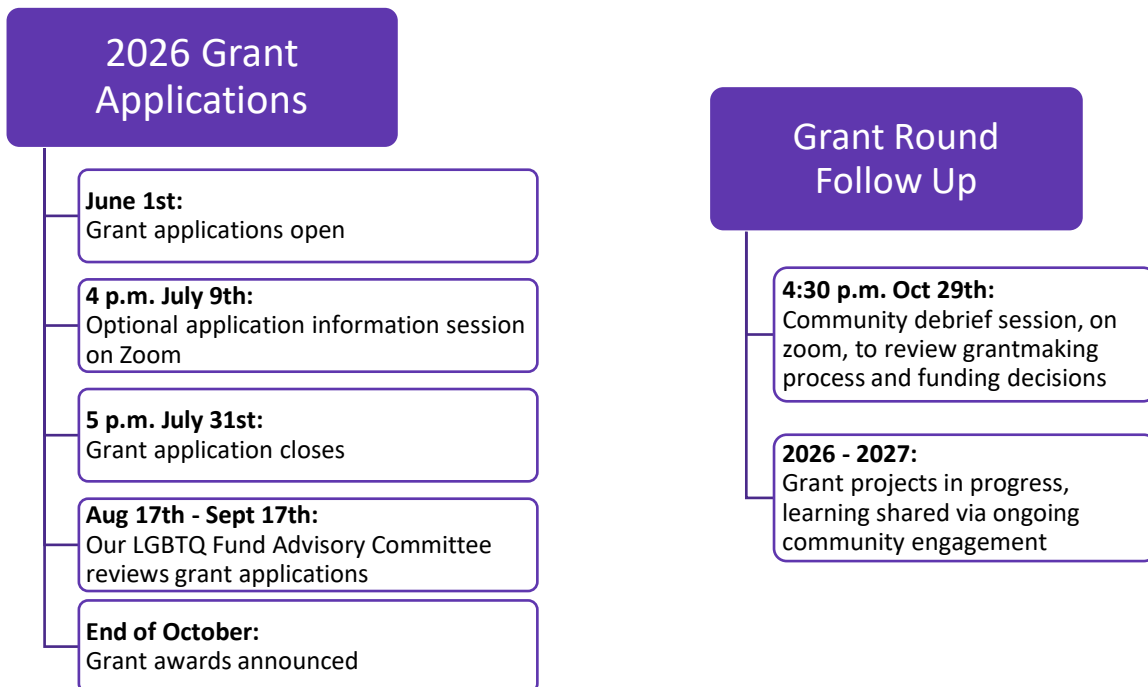 2026 Grant
Applications
June 1st:
Grant applications open
4 p.m. July 9th:
Optional application information session
on Zoom
5 p.m. July 31st:
Grant application closes
Aug 17th - Sept 17th:
Our LGBTQ Fund Advisory Committee
reviews grant applications
End of October:
Grant awards announced
Grant Round
Follow Up
4:30 p.m. Oct 29th:
Community debrief session, on
zoom, to review grantmaking
process and funding decisions
2026 - 2027:
Grant projects in progress,
learning shared via ongoing
community engagement